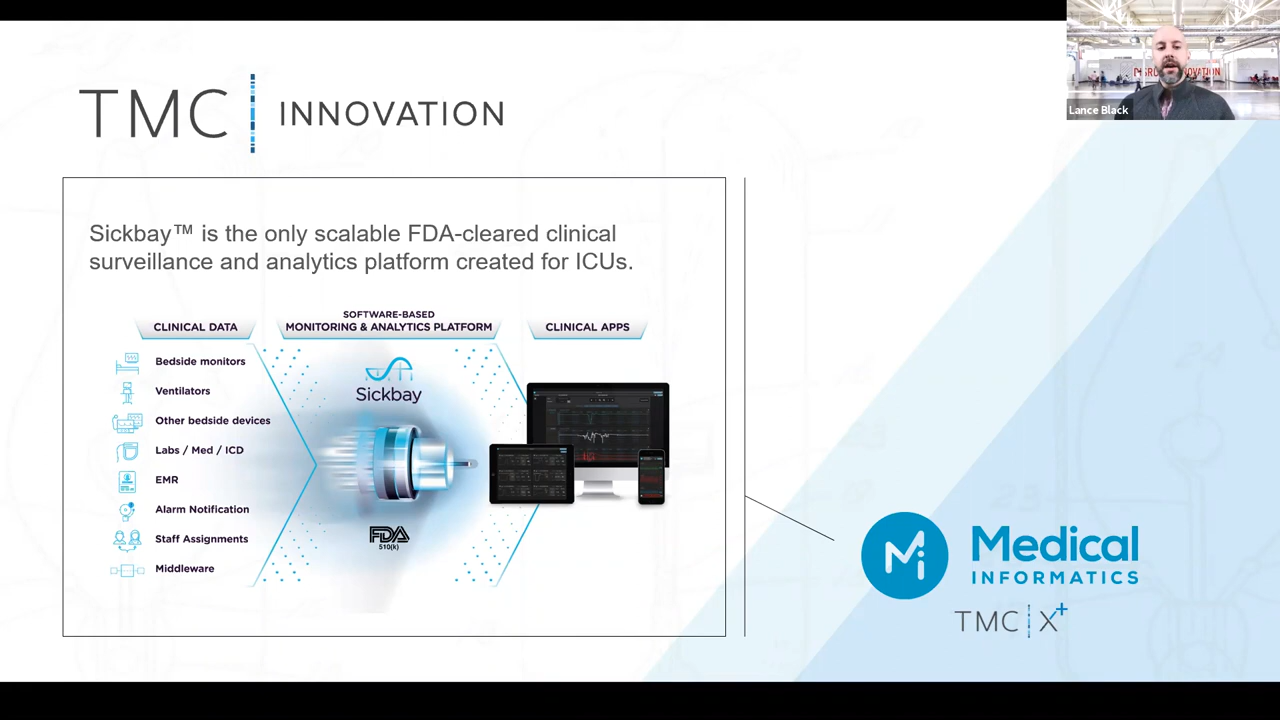 TMC INNOVATION
Lance Black
Sickbay™ is the only scalable FDA-cleared clinical
surveillance and analytics platform created for ICUs.
CLINICAL DATA
SOFTWARE-BASED
MONITORING & ANALYTICS PLATFORM
CLINICAL APPS
Bedside monitors
Ventilators
Other bedside devices
Labs / Med / ICD
EMR
Alarm Notification
Staff Assignments
Middleware
Sickbay
FDA
510(k)
Mi
Medical
INFORMATICS
TMC X+